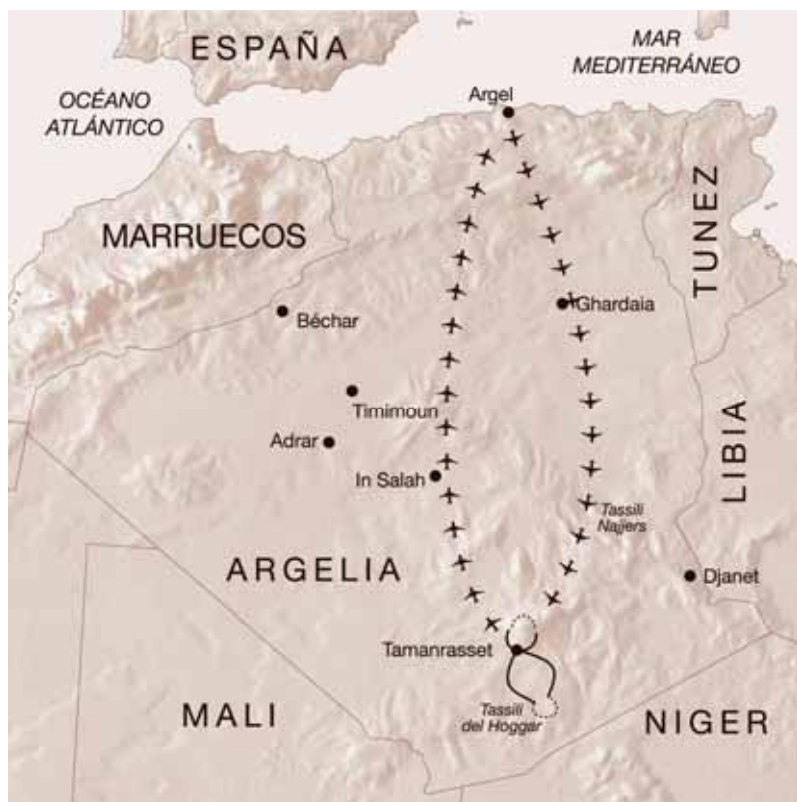 ESPAÑA
MAR
MEDITERRÁNEO
OCÉANO
ATLÁNTICO
Argel
MARRUECOS
TUNEZ
Ghardaia
Béchar
Timimoun
Adrar
LIBIA
In Salah
Tassili
Najjers
ARGELIA
Djanet
Tamanrasset
MALI
Tassili
del Hoggar
NIGER